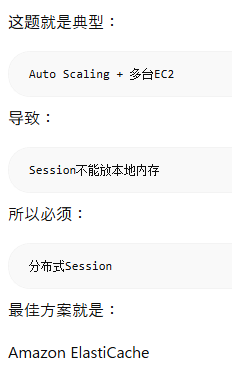 这题就是典型：
Auto Scaling + 多台EC2
导致：
Session不能放本地内存
所以必须：
分布式Session
最佳方案就是：
Amazon ElastiCache